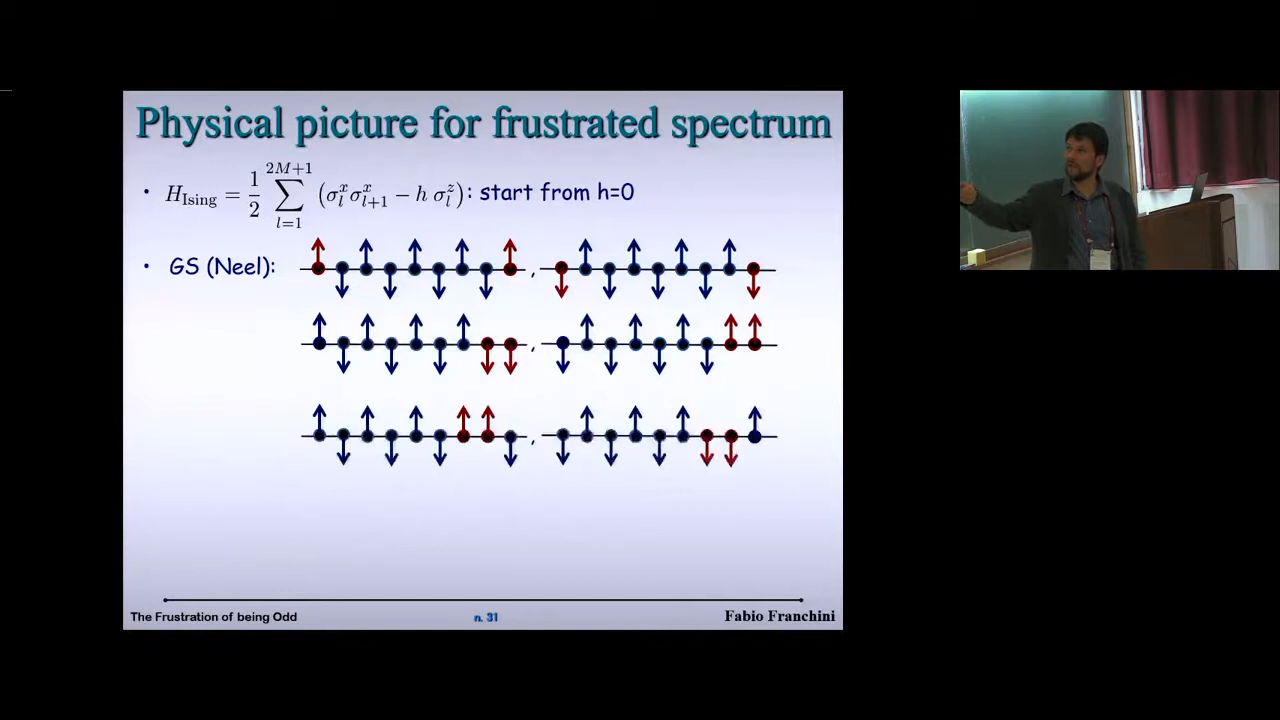 Physical picture for frustrated spectrum
• H_Ising = 1/2 ∑_{l=1}^{2M+1} (σ_l^x σ_{l+1}^x − h σ_l^z) : start from h=0
• GS (Neel): ,
,
,
The Frustration of being Odd n. 31 Fabio Franchini